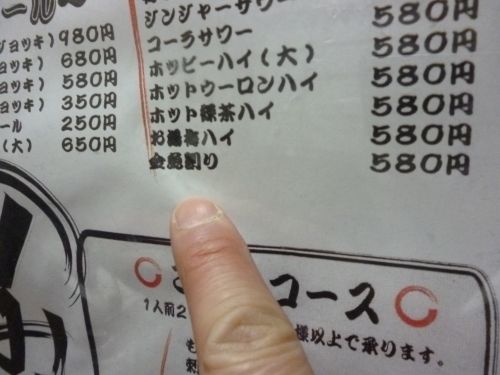 ール
ジョッキ) 980円
ョッキ) 680円
ョッキ) 580円
ョッキ) 350円
ール 250円
(大) 650円
ジンジャーサワー 580円
コーラサワー 580円
ホッピーハイ(大) 580円
ホットウーロンハイ 580円
ホット緑茶ハイ 580円
お湯梅ハイ 580円
金魚割り 580円
コース
1人前2
様以上で承ります。